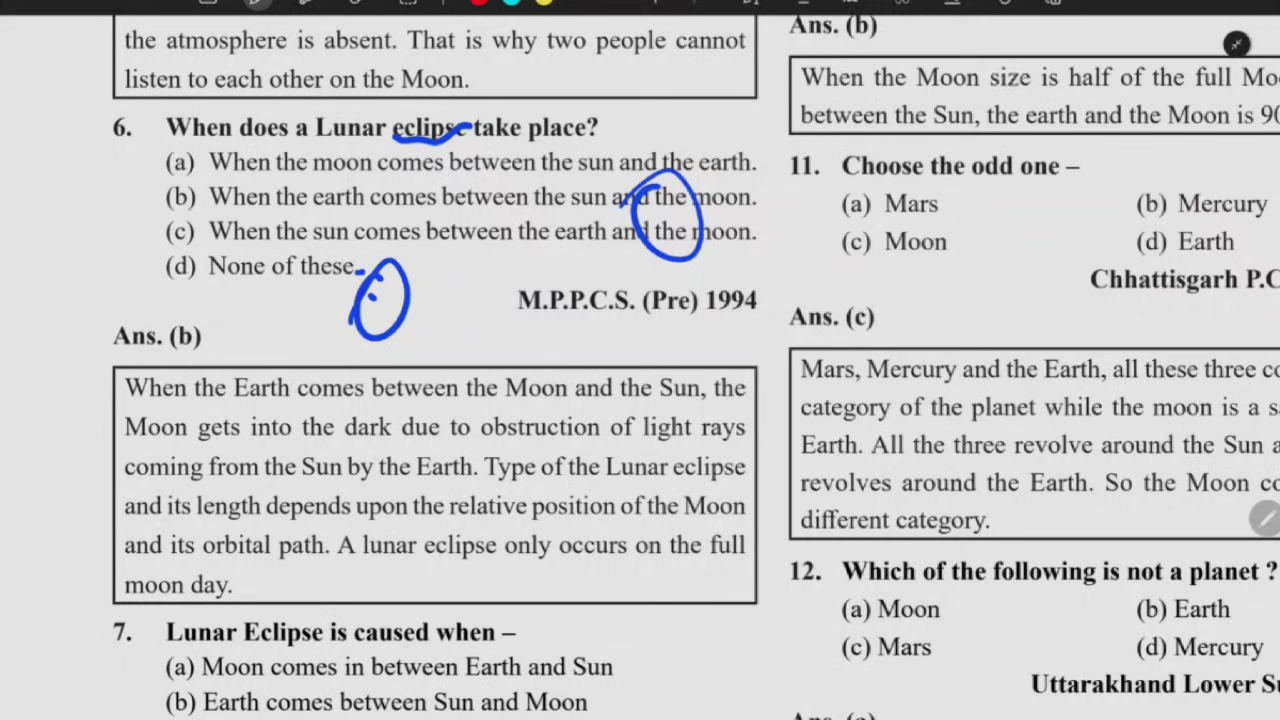 the atmosphere is absent. That is why two people cannot
listen to each other on the Moon.
6. When does a Lunar eclipse take place?
(a) When the moon comes between the sun and the earth.
(b) When the earth comes between the sun and the moon.
(c) When the sun comes between the earth and the moon.
(d) None of these.
M.P.P.C.S. (Pre) 1994
Ans. (b)
When the Earth comes between the Moon and the Sun, the
Moon gets into the dark due to obstruction of light rays
coming from the Sun by the Earth. Type of the Lunar eclipse
and its length depends upon the relative position of the Moon
and its orbital path. A lunar eclipse only occurs on the full
moon day.
7. Lunar Eclipse is caused when –
(a) Moon comes in between Earth and Sun
(b) Earth comes between Sun and Moon
Ans. (b)
When the Moon size is half of the full Mo
between the Sun, the earth and the Moon is 90
11. Choose the odd one –
(a) Mars (b) Mercury
(c) Moon (d) Earth
Chhattisgarh P.C
Ans. (c)
Mars, Mercury and the Earth, all these three co
category of the planet while the moon is a s
Earth. All the three revolve around the Sun a
revolves around the Earth. So the Moon co
different category.
12. Which of the following is not a planet ?
(a) Moon (b) Earth
(c) Mars (d) Mercury
Uttarakhand Lower Su